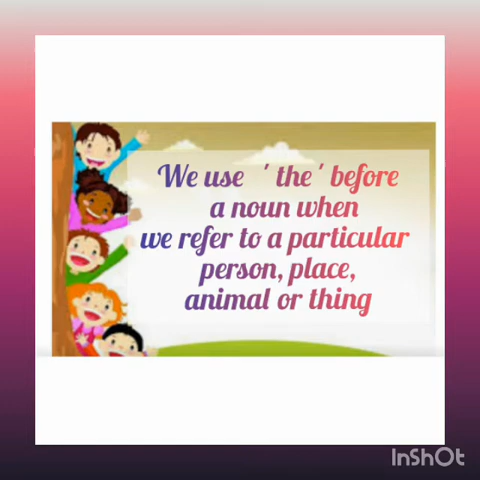 We use ' the ' before
a noun when
we refer to a particular
person, place,
animal or thing
InShOt